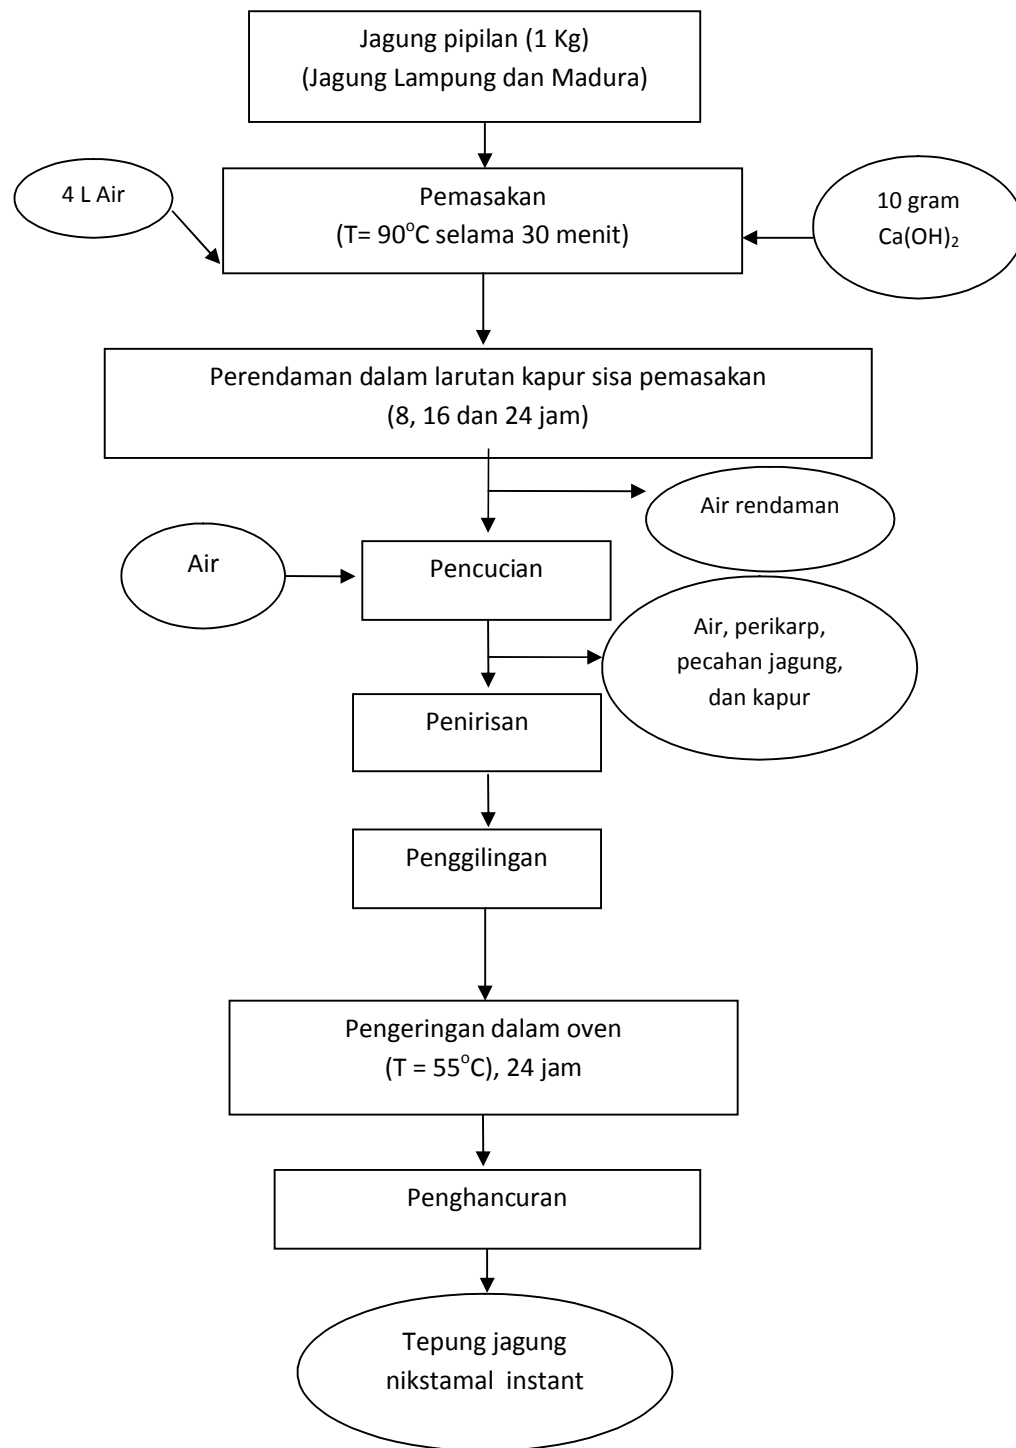 Jagung pipilan (1 Kg)
(Jagung Lampung dan Madura)
4 L Air
Pemasakan
(T= 90°C selama 30 menit)
10 gram
Ca(OH)₂
Perendaman dalam larutan kapur sisa pemasakan
(8, 16 dan 24 jam)
Air rendaman
Air
Pencucian
Air, perikarp,
pecahan jagung,
dan kapur
Penirisan
Penggilingan
Pengeringan dalam oven
(T = 55°C), 24 jam
Penghancuran
Tepung jagung
nikstamal instant